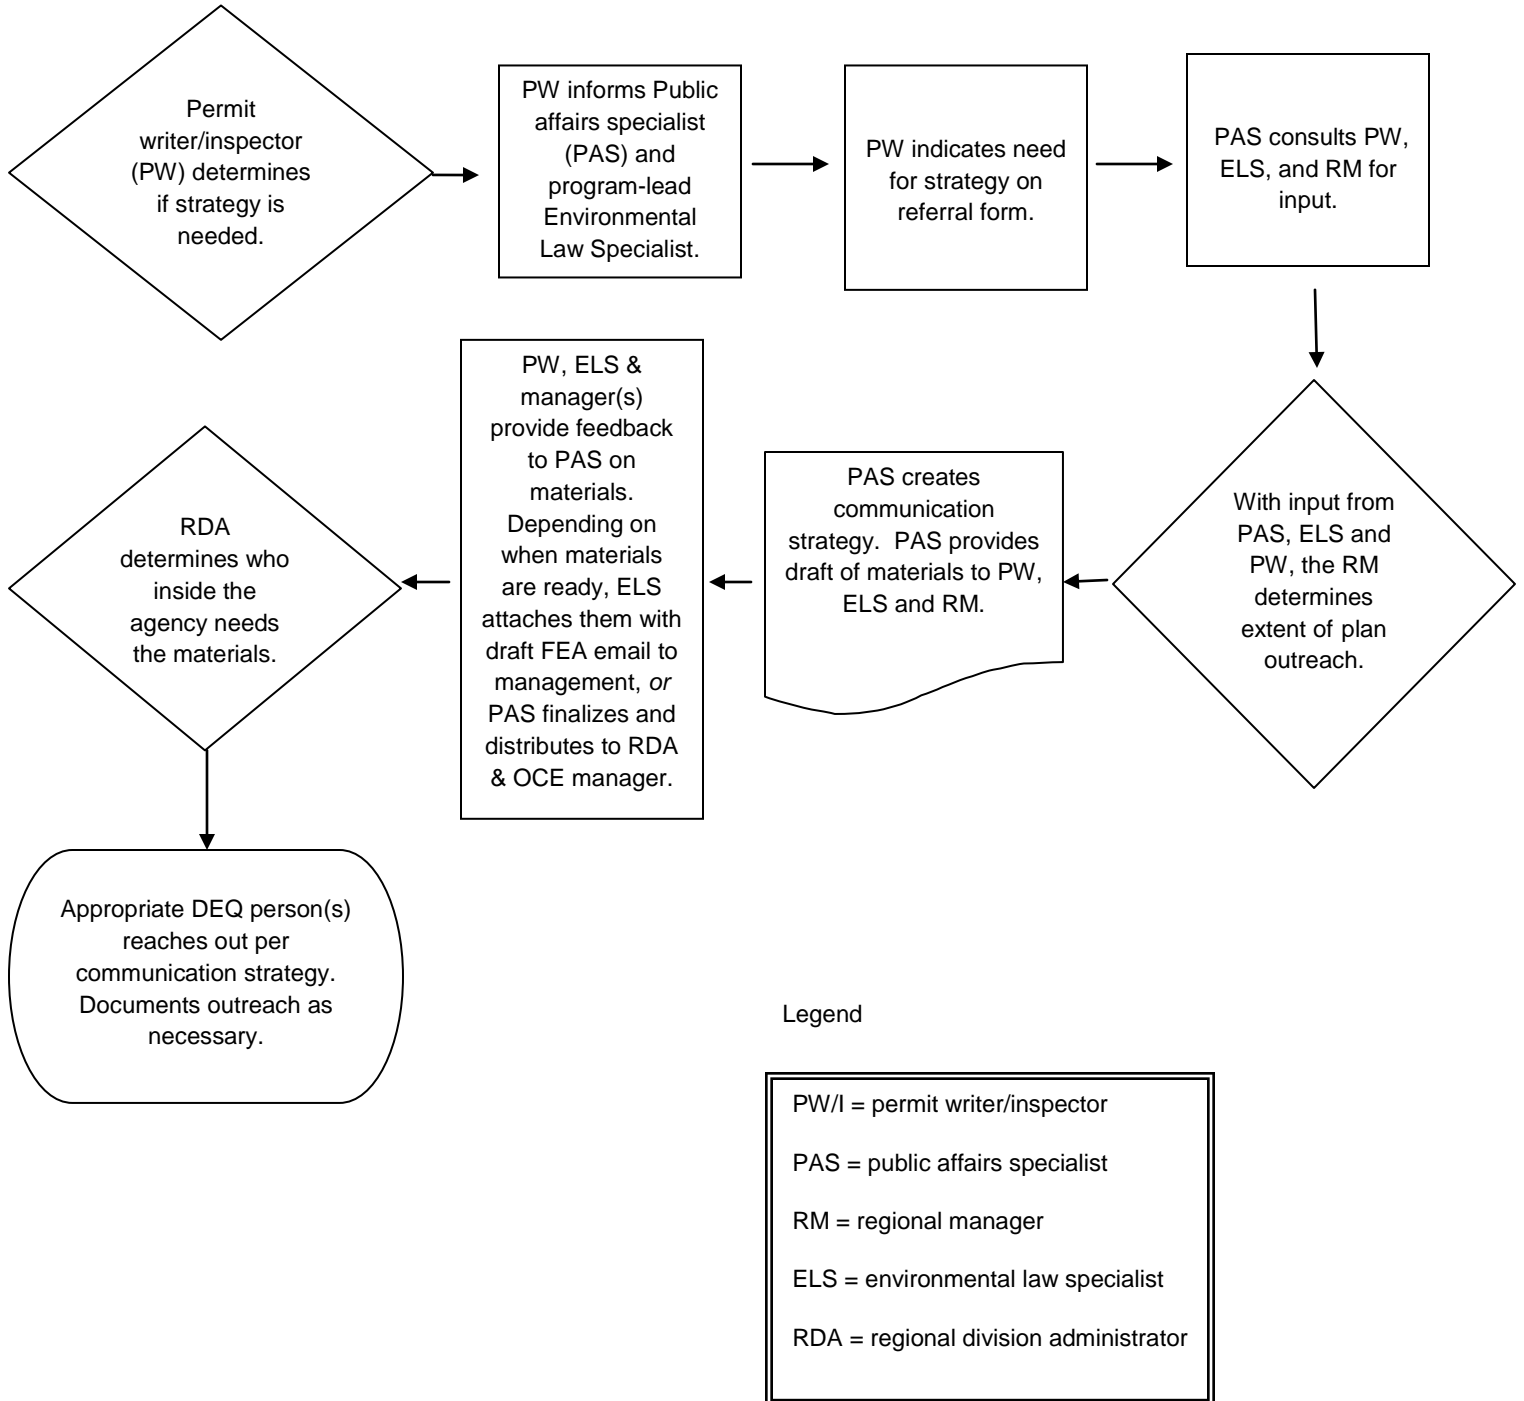 Permit
writer/inspector
(PW) determines
if strategy is
needed.
PW informs Public
affairs specialist
(PAS) and
program-lead
Environmental
Law Specialist.
PW indicates need
for strategy on
referral form.
PAS consults PW,
ELS, and RM for
input.
With input from
PAS, ELS and
PW, the RM
determines
extent of plan
outreach.
PAS creates
communication
strategy.  PAS provides
draft of materials to PW,
ELS and RM.
PW, ELS &
manager(s)
provide feedback
to PAS on
materials.
Depending on
when materials
are ready, ELS
attaches them with
draft FEA email to
management, or
PAS finalizes and
distributes to RDA
& OCE manager.
RDA
determines who
inside the
agency needs
the materials.
Appropriate DEQ person(s)
reaches out per
communication strategy.
Documents outreach as
necessary.
Legend
PW/I = permit writer/inspector
PAS = public affairs specialist
RM = regional manager
ELS = environmental law specialist
RDA = regional division administrator